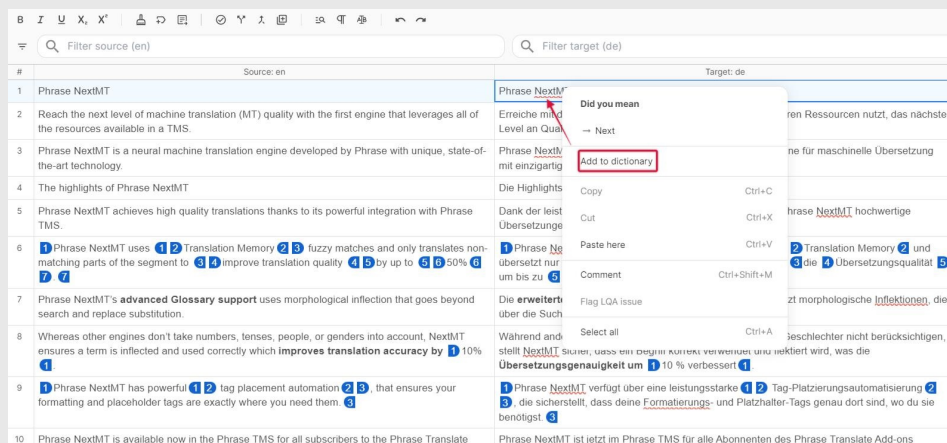 B I U X₂ X²
Filter source (en)
Filter target (de)
# Source: en Target: de
1 Phrase NextMT Phrase NextMT
2 Reach the next level of machine translation (MT) quality with the first engine that leverages all of Erreiche mit d ren Ressourcen nutzt, das nächste
the resources available in a TMS. Level an Qual
3 Phrase NextMT is a neural machine translation engine developed by Phrase with unique, state-of- Phrase NextM ne für maschinelle Übersetzung
the-art technology. mit einzigartig
4 The highlights of Phrase NextMT Die Highlights
5 Phrase NextMT achieves high quality translations thanks to its powerful integration with Phrase Dank der leist hrase NextMT hochwertige
TMS. Übersetzunge
6 1 Phrase NextMT uses 1 2 Translation Memory 2 3 fuzzy matches and only translates non- 1 Phrase Ne 2 Translation Memory 2 und
matching parts of the segment to 3 4 improve translation quality 4 5 by up to 5 6 50% 6 übersetzt nur 3 die 4 Übersetzungsqualität 5
7 . 7 um bis zu 5
7 Phrase NextMT's advanced Glossary support uses morphological inflection that goes beyond Die erweiterte zt morphologische Inflektionen, die
search and replace substitution. über die Such
8 Whereas other engines don't take numbers, tenses, people, or genders into account, NextMT Während ande Geschlechter nicht berücksichtigen,
ensures a term is inflected and used correctly which improves translation accuracy by 1 10% stellt NextMT sicher, dass ein Begriff korrekt verwendet und flektiert wird, was die
1 . Übersetzungsgenauigkeit um 1 10 % verbessert 1 .
9 1 Phrase NextMT has powerful 1 2 tag placement automation 2 3 , that ensures your 1 Phrase NextMT verfügt über eine leistungsstarke 1 2 Tag-Platzierungsautomatisierung 2
formatting and placeholder tags are exactly where you need them. 3 3 , die sicherstellt, dass deine Formatierungs- und Platzhalter-Tags genau dort sind, wo du sie
benötigst. 3
10 Phrase NextMT is available now in the Phrase TMS for all subscribers to the Phrase Translate Phrase NextMT ist jetzt im Phrase TMS für alle Abonnenten des Phrase Translate Add-ons
Did you mean
→ Next
Add to dictionary
Copy Ctrl+C
Cut Ctrl+X
Paste here Ctrl+V
Comment Ctrl+Shift+M
Flag LQA issue
Select all Ctrl+A